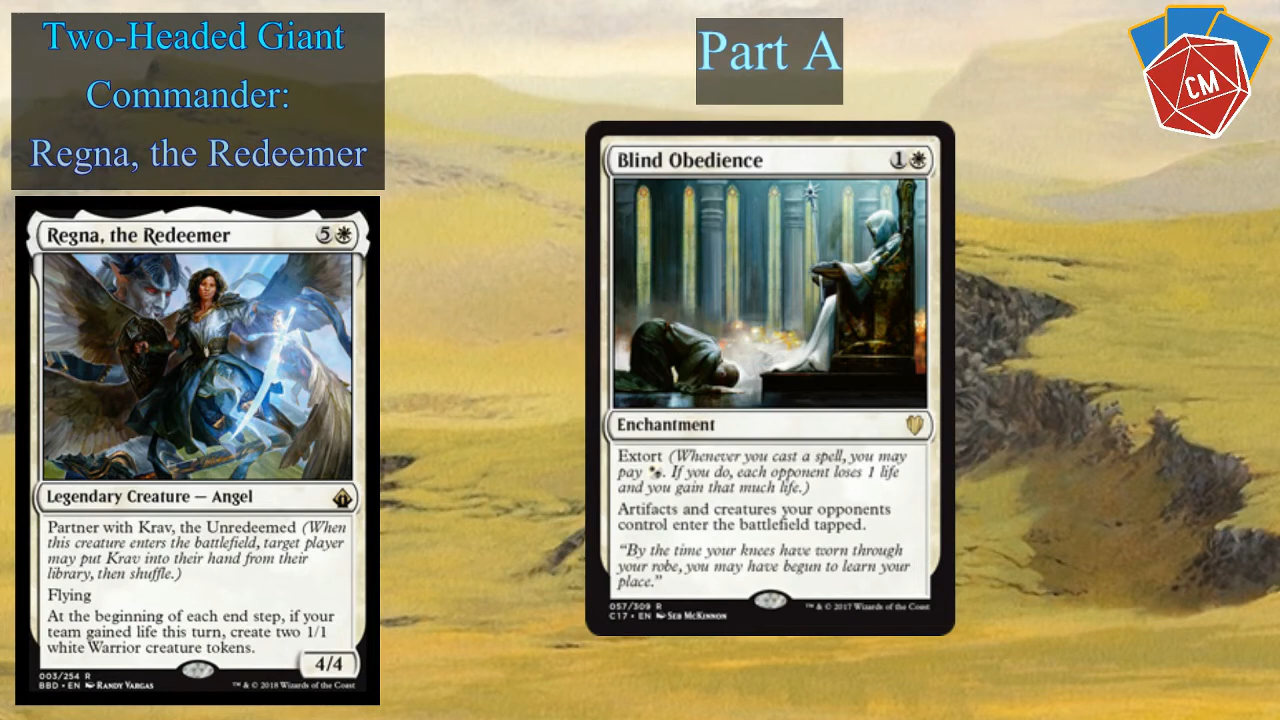 Two-Headed Giant
Commander:
Regna, the Redeemer
Part A
CM
Regna, the Redeemer 5
Legendary Creature — Angel
Partner with Krav, the Unredeemed (When
this creature enters the battlefield, target player
may put Krav into their hand from their
library, then shuffle.)
Flying
At the beginning of each end step, if your
team gained life this turn, create two 1/1
white Warrior creature tokens.
4/4
003/254 R
BBD • EN RANDY VARGAS
™ & © 2018 Wizards of the Coast
Blind Obedience 1
Enchantment
Extort (Whenever you cast a spell, you may
pay . If you do, each opponent loses 1 life
and you gain that much life.)
Artifacts and creatures your opponents
control enter the battlefield tapped.
“By the time your knees have worn through
your robe, you may have begun to learn your
place.”
057/309 R
C17 • EN SEB MCKINNON
™ & © 2017 Wizards of the Coast